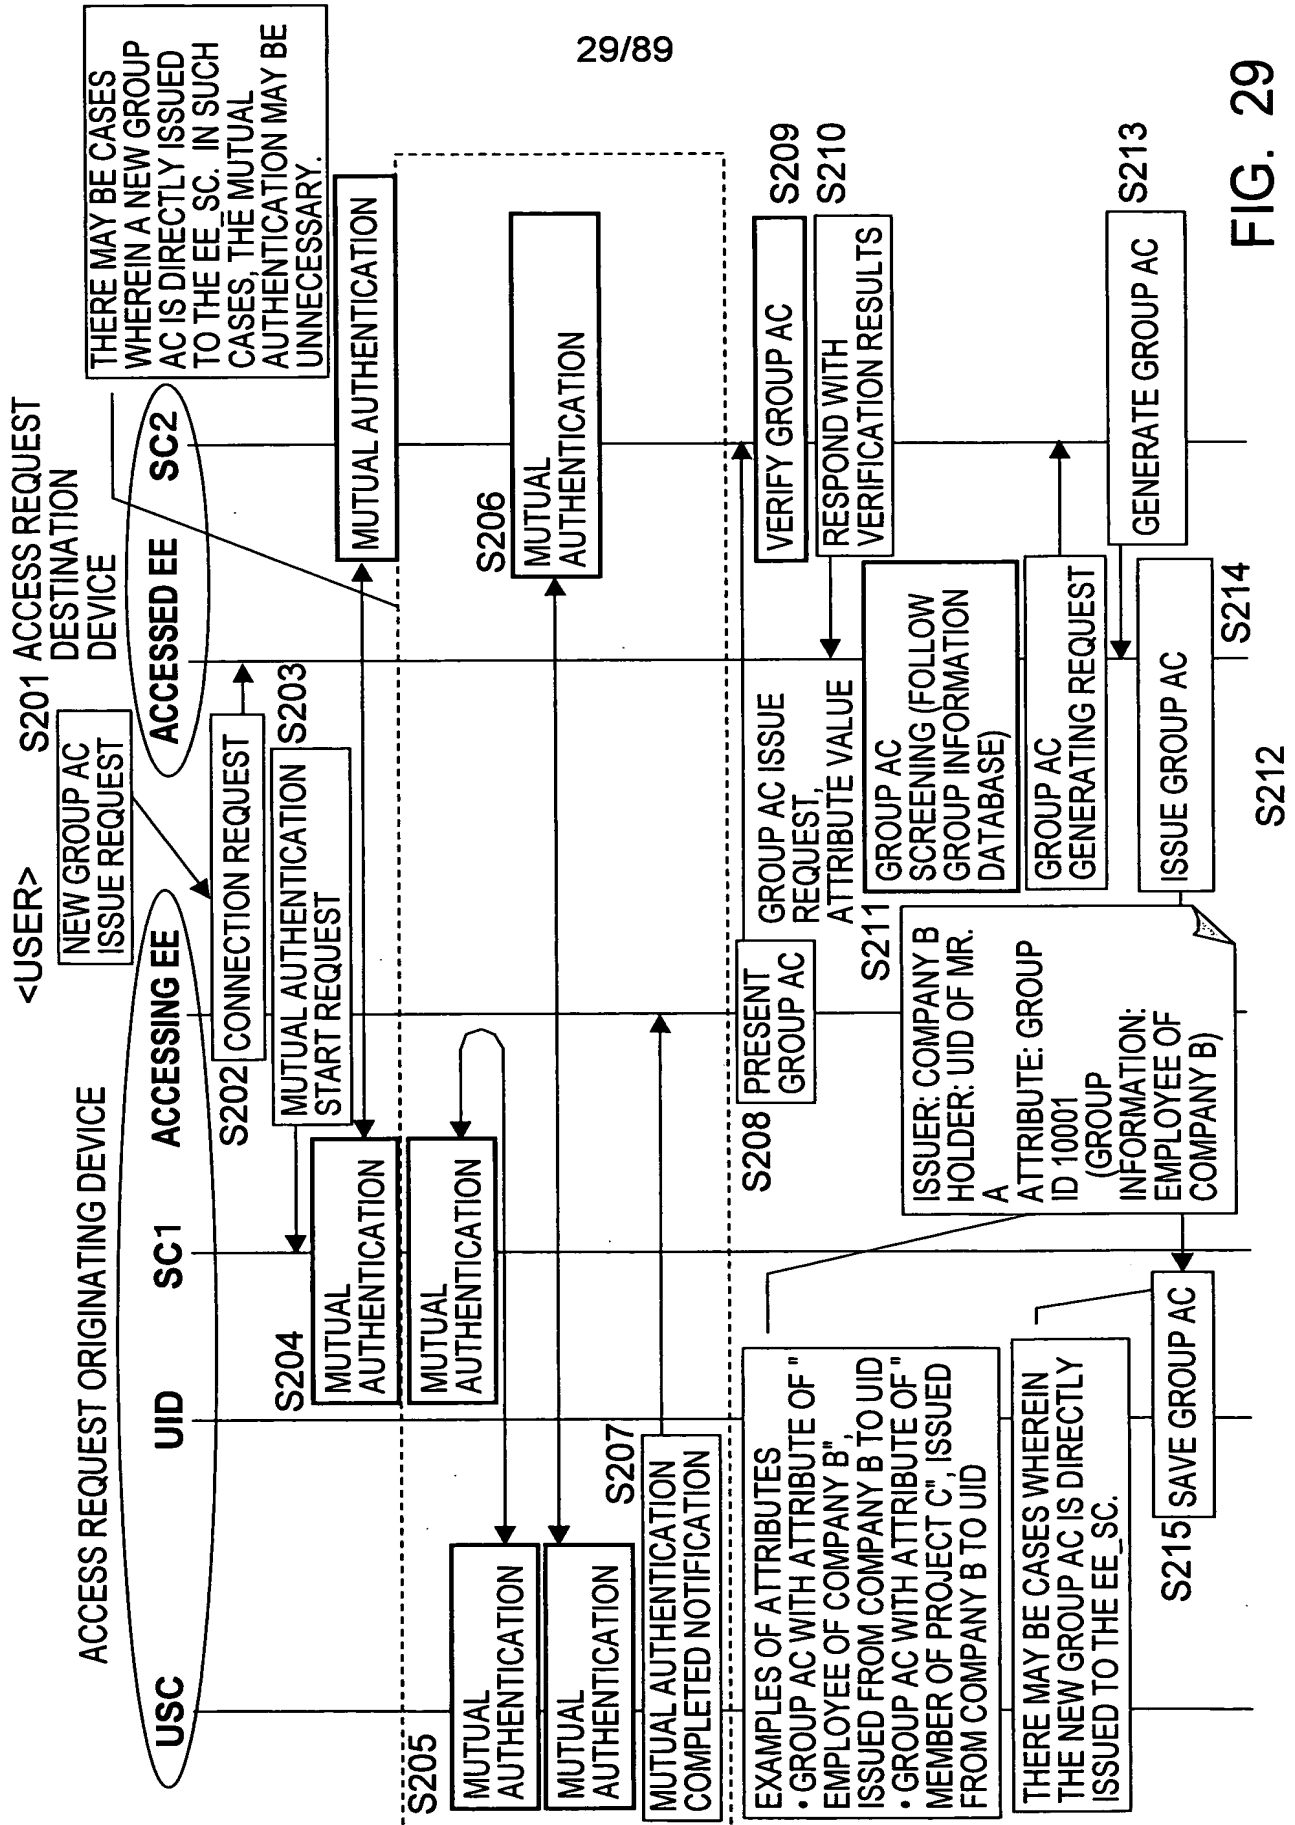 29/89
<USER>
NEW GROUP AC
ISSUE REQUEST
S201
ACCESS REQUEST
DESTINATION
DEVICE
THERE MAY BE CASES
WHEREIN A NEW GROUP
AC IS DIRECTLY ISSUED
TO THE EE_SC. IN SUCH
CASES, THE MUTUAL
AUTHENTICATION MAY BE
UNNECESSARY.
ACCESS REQUEST ORIGINATING DEVICE
USC
UID
SC1
ACCESSING EE
ACCESSED EE
SC2
S202
CONNECTION REQUEST
S203
MUTUAL AUTHENTICATION
START REQUEST
S204
MUTUAL
AUTHENTICATION
MUTUAL AUTHENTICATION
MUTUAL
AUTHENTICATION
S205
MUTUAL
AUTHENTICATION
MUTUAL
AUTHENTICATION
S206
MUTUAL
AUTHENTICATION
S207
MUTUAL AUTHENTICATION
COMPLETED NOTIFICATION
S208
PRESENT
GROUP AC
GROUP AC ISSUE
REQUEST,
ATTRIBUTE VALUE
VERIFY GROUP AC
S209
RESPOND WITH
VERIFICATION RESULTS
S210
S211
GROUP AC
SCREENING (FOLLOW
GROUP INFORMATION
DATABASE)
GROUP AC
GENERATING REQUEST
S212
GENERATE GROUP AC
S213
ISSUE GROUP AC
S214
ISSUER: COMPANY B
HOLDER: UID OF MR.
A
ATTRIBUTE: GROUP
ID 10001
(GROUP
INFORMATION:
EMPLOYEE OF
COMPANY B)
EXAMPLES OF ATTRIBUTES
• GROUP AC WITH ATTRIBUTE OF "
EMPLOYEE OF COMPANY B",
ISSUED FROM COMPANY B TO UID
• GROUP AC WITH ATTRIBUTE OF "
MEMBER OF PROJECT C", ISSUED
FROM COMPANY B TO UID
THERE MAY BE CASES WHEREIN
THE NEW GROUP AC IS DIRECTLY
ISSUED TO THE EE_SC.
S215
SAVE GROUP AC
FIG. 29